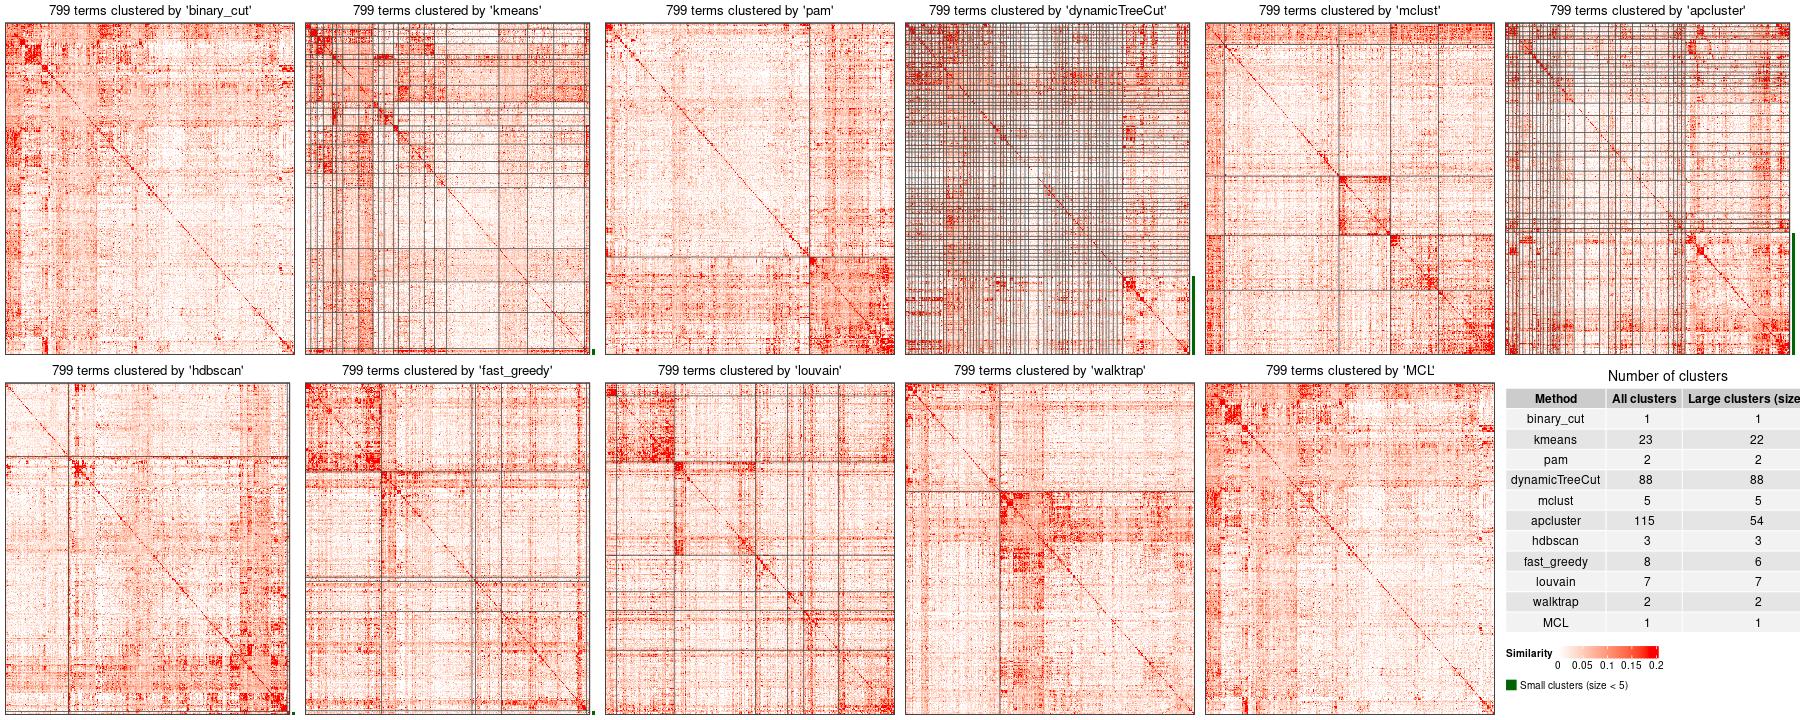 799 terms clustered by 'binary_cut'
799 terms clustered by 'kmeans'
799 terms clustered by 'pam'
799 terms clustered by 'dynamicTreeCut'
799 terms clustered by 'mclust'
799 terms clustered by 'apcluster'
799 terms clustered by 'hdbscan'
799 terms clustered by 'fast_greedy'
799 terms clustered by 'louvain'
799 terms clustered by 'walktrap'
799 terms clustered by 'MCL'
Number of clusters
Method All clusters Large clusters (size
binary_cut 1 1
kmeans 23 22
pam 2 2
dynamicTreeCut 88 88
mclust 5 5
apcluster 115 54
hdbscan 3 3
fast_greedy 8 6
louvain 7 7
walktrap 2 2
MCL 1 1
Similarity
0 0.05 0.1 0.15 0.2
Small clusters (size < 5)